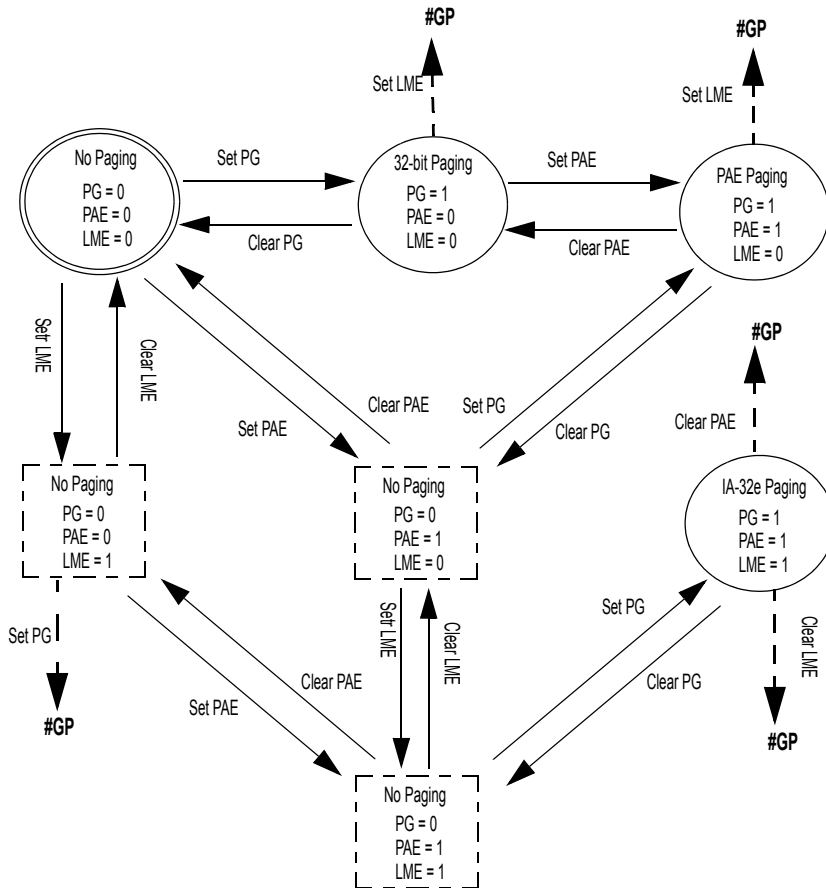 #GP
#GP
Set LME
Set LME
No Paging
PG = 0
PAE = 0
LME = 0
Set PG
Clear PG
32-bit Paging
PG = 1
PAE = 0
LME = 0
Set PAE
Clear PAE
PAE Paging
PG = 1
PAE = 1
LME = 0
Setr LME
Clear LME
Set PAE
Clear PAE
Set PG
Clear PG
#GP
Clear PAE
No Paging
PG = 0
PAE = 0
LME = 1
No Paging
PG = 0
PAE = 1
LME = 0
IA-32e Paging
PG = 1
PAE = 1
LME = 1
Set PG
#GP
Set PAE
Clear PAE
Setr LME
Clear LME
Set PG
Clear PG
Clear LME
#GP
No Paging
PG = 0
PAE = 1
LME = 1